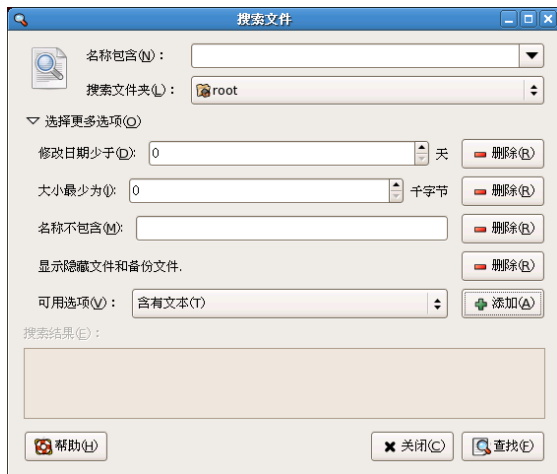 搜索文件
名称包含(N)：
搜索文件夹(L)： root
选择更多选项(O)
修改日期少于(D): 0 天 删除(R)
大小最少为(I): 0 千字节 删除(R)
名称不包含(M): 删除(R)
显示隐藏文件和备份文件. 删除(R)
可用选项(V)： 含有文本(T) 添加(A)
搜索结果(E)：
帮助(H) 关闭(C) 查找(F)